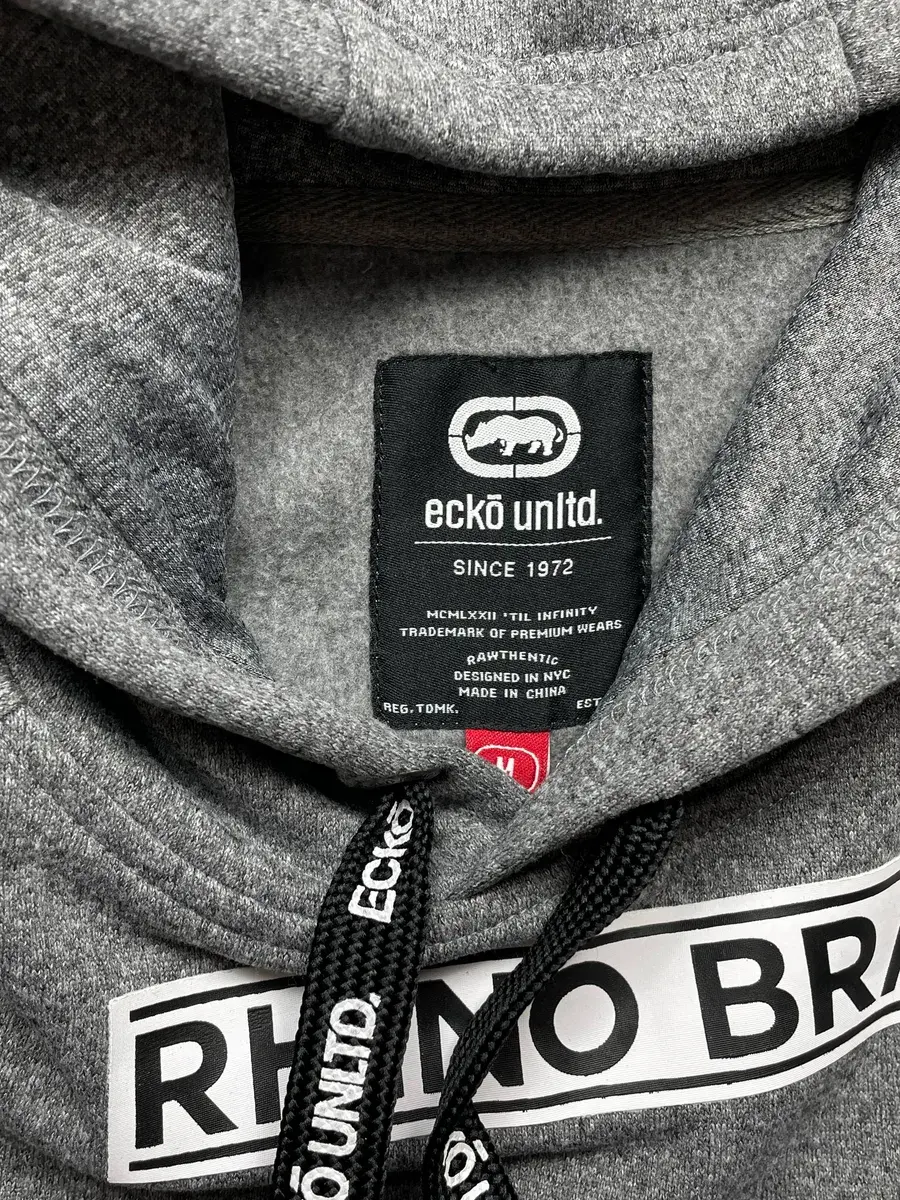 eckō unltd.
SINCE 1972
MCMLXXII 'TIL INFINITY
TRADEMARK OF PREMIUM WEARS
RAWTHENTIC
DESIGNED IN NYC
MADE IN CHINA
REG. TDMK.
EST
M
Eckō
Ō UNLTD.
RHINO BRA